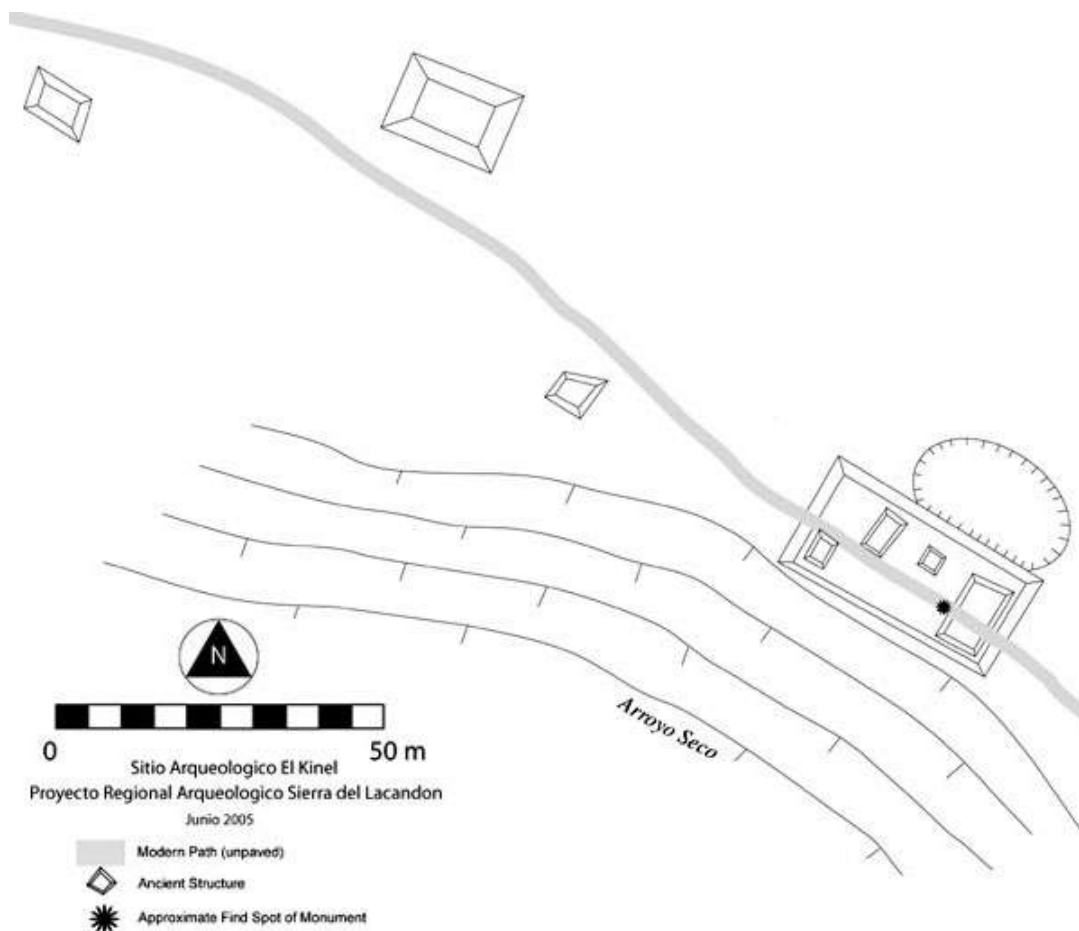 Arroyo Seco
N
0 50 m
Sitio Arqueologico El Kinel
Proyecto Regional Arqueologico Sierra del Lacandon
Junio 2005
Modern Path (unpaved)
Ancient Structure
Approximate Find Spot of Monument